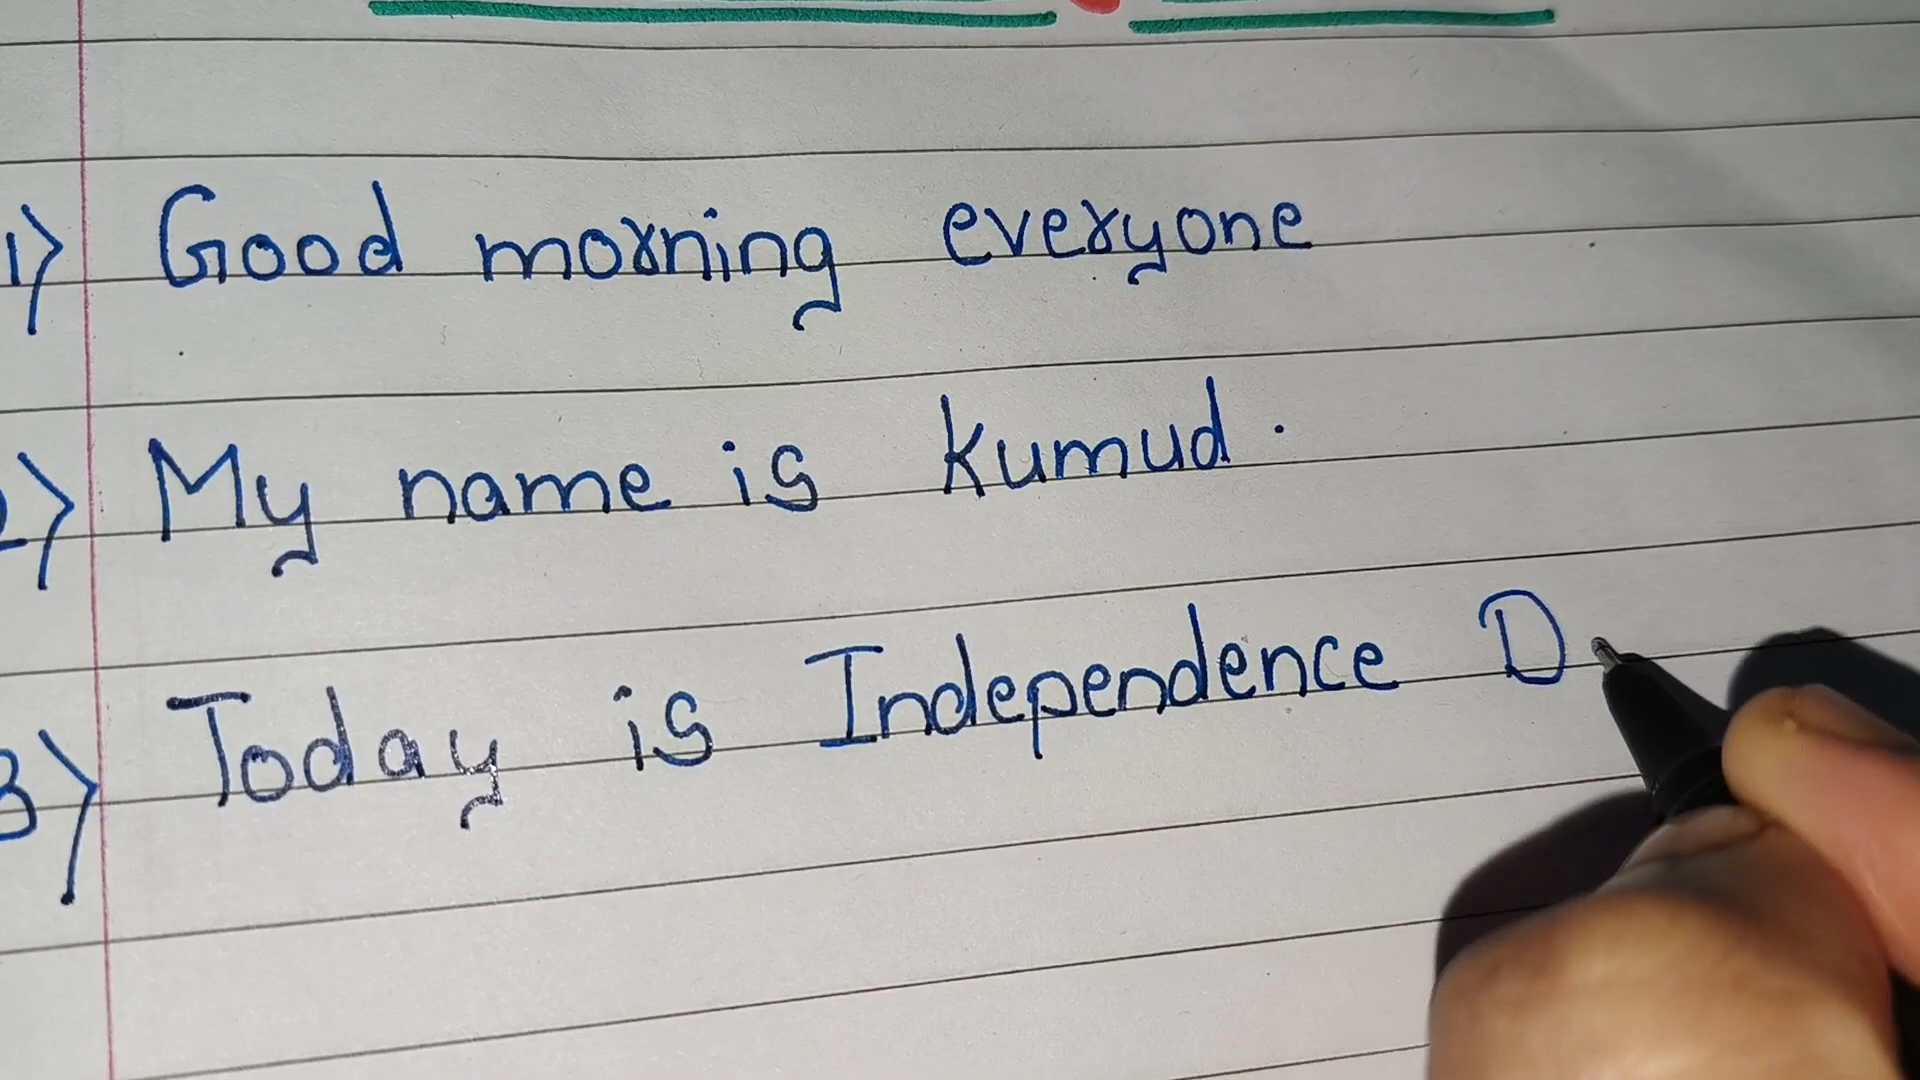 1) Good morning everyone
2) My name is Kumud.
3) Today is Independence D